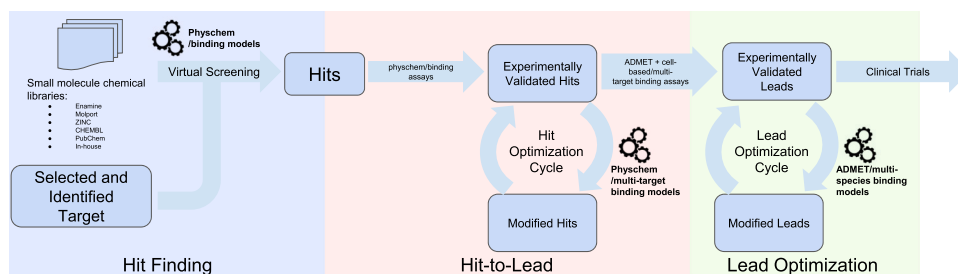 Physchem
/binding models
Virtual Screening
Small molecule chemical
libraries:
● Enamine
● Molport
● ZINC
● CHEMBL
● PubChem
● In-house
Selected and
Identified
Target
Hit Finding
Hits
physchem/binding
assays
Experimentally
Validated Hits
Hit
Optimization
Cycle
Physchem
/multi-target
binding models
Modified Hits
Hit-to-Lead
ADMET + cell-
based/multi-
target binding assays
Experimentally
Validated
Leads
Clinical Trials
Lead
Optimization
Cycle
ADMET/multi-
species binding
models
Modified Leads
Lead Optimization